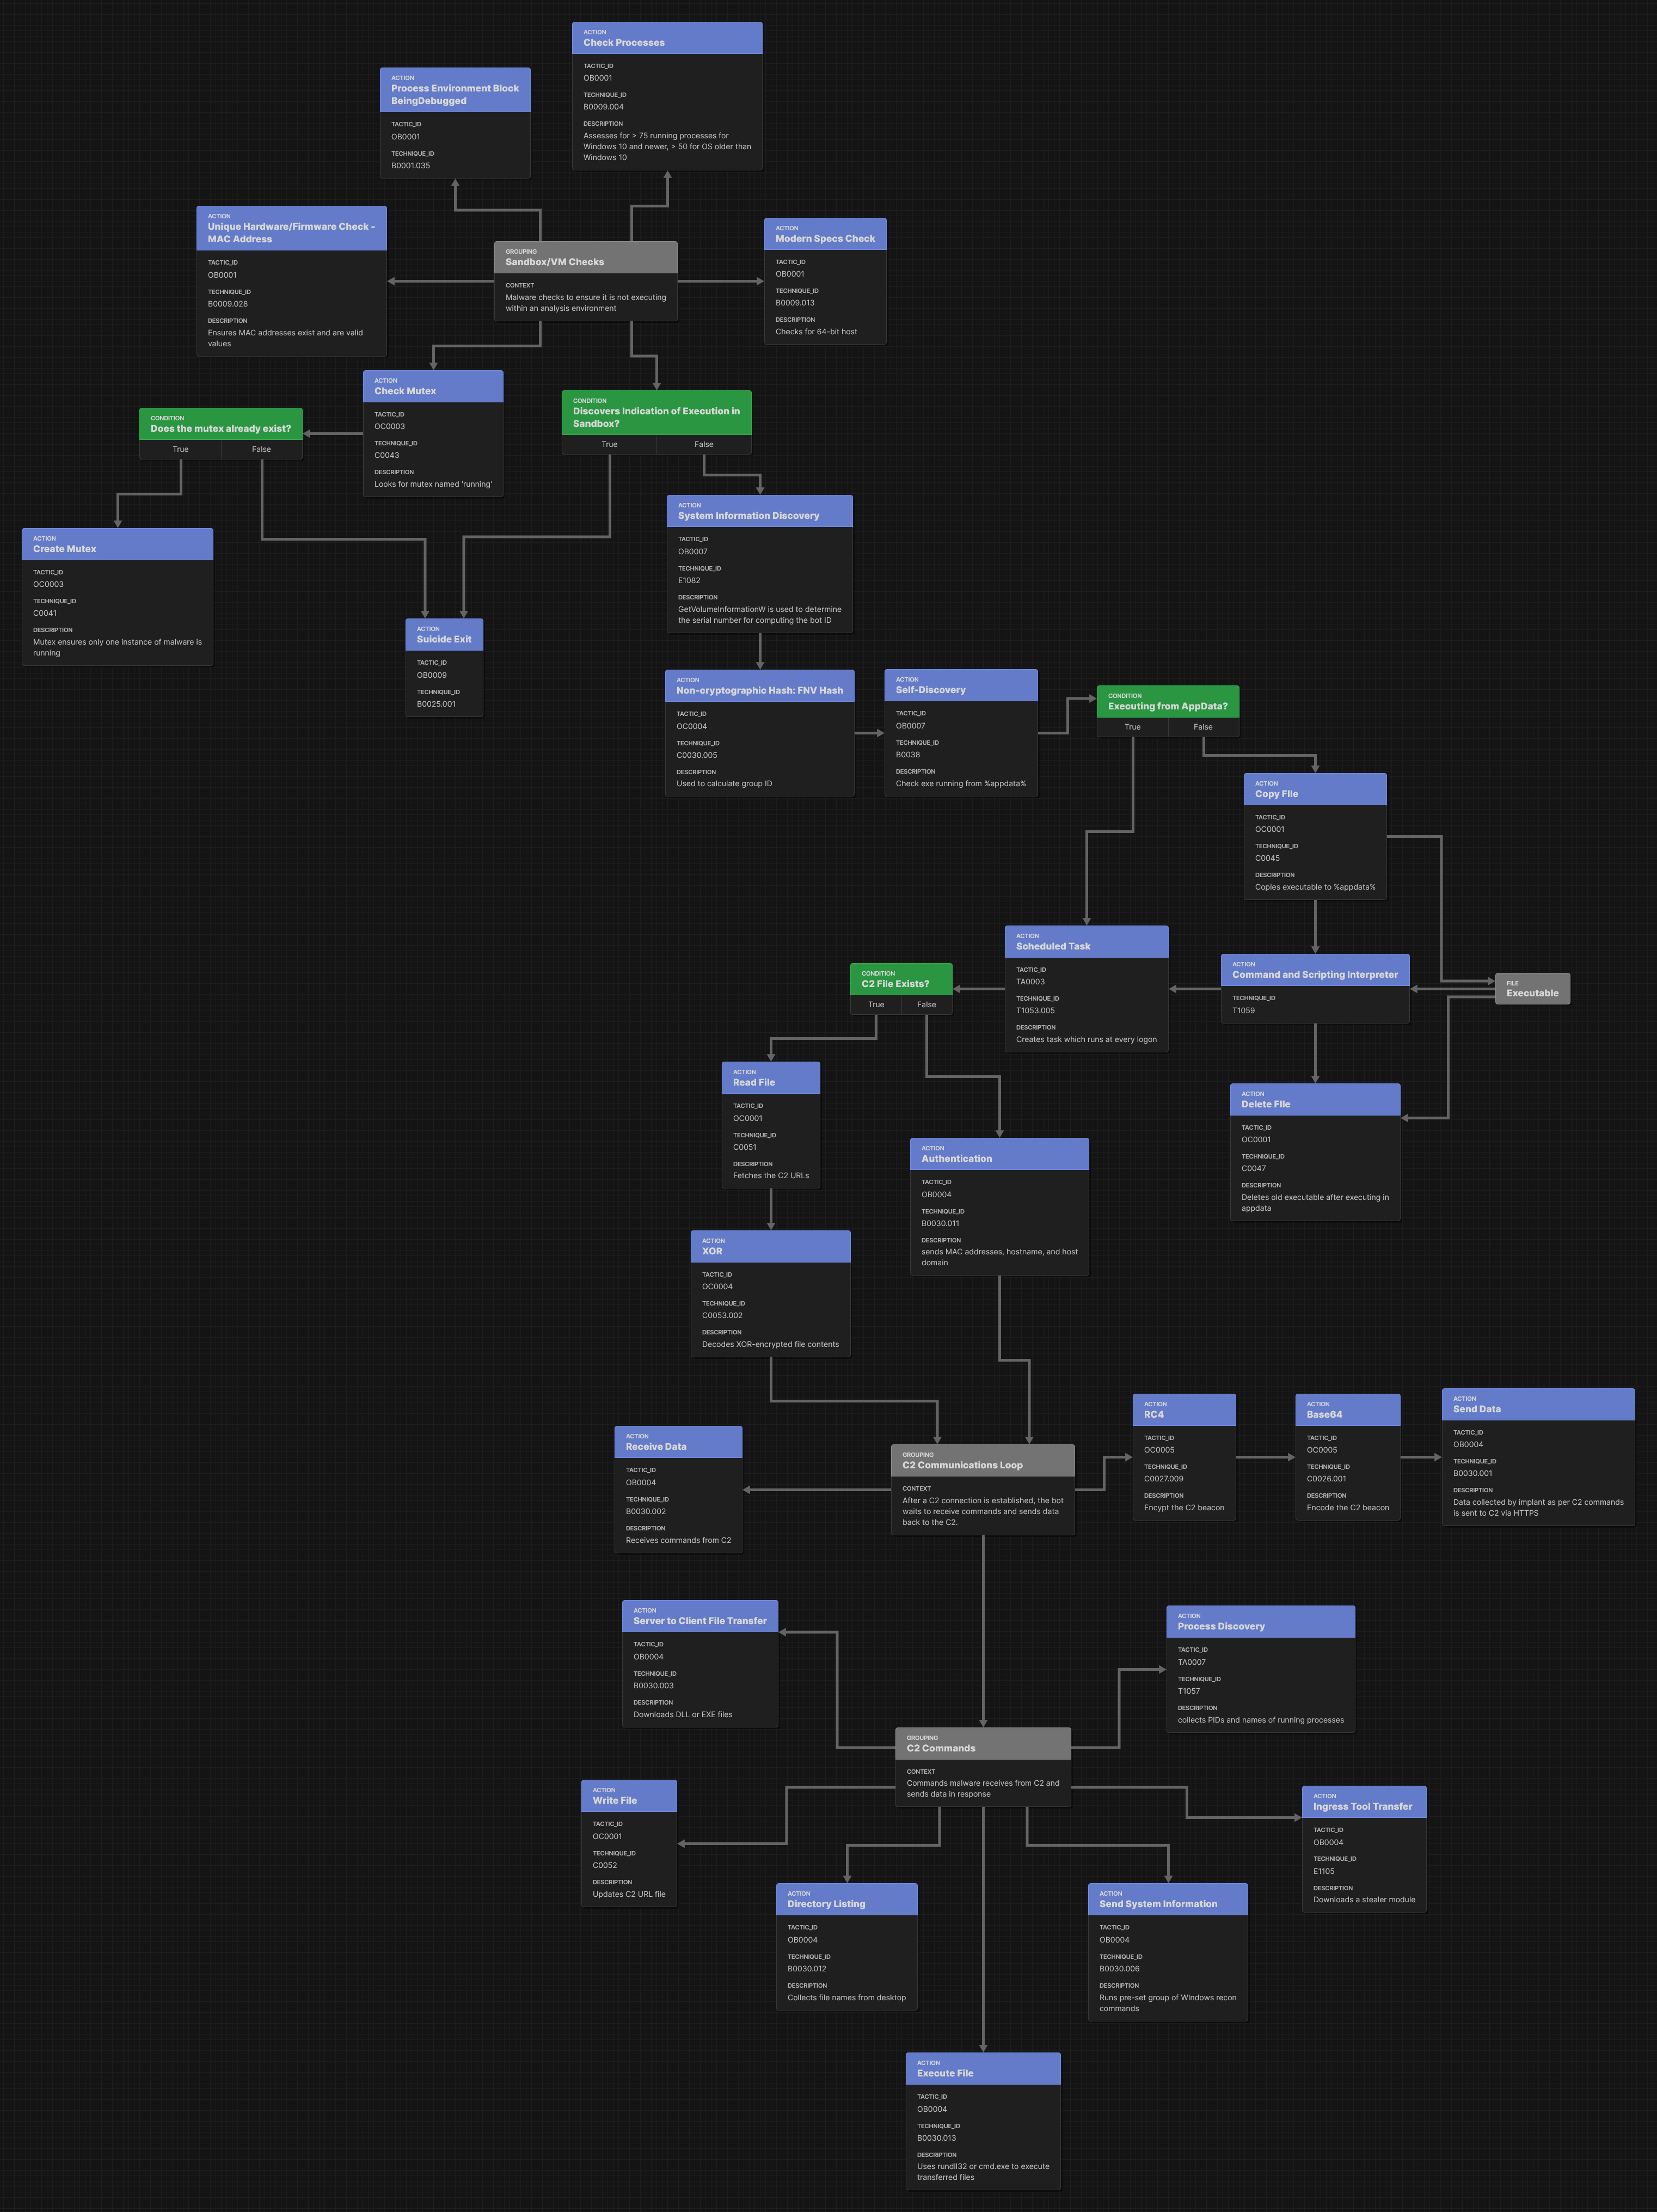 ACTION
Check Processes
TACTIC_ID
OB0001
TECHNIQUE_ID
B0009.004
DESCRIPTION
Assesses for > 75 running processes for
Windows 10 and newer, > 50 for OS older than
Windows 10
ACTION
Process Environment Block
BeingDebugged
TACTIC_ID
OB0001
TECHNIQUE_ID
B0001.035
ACTION
Unique Hardware/Firmware Check -
MAC Address
TACTIC_ID
OB0001
TECHNIQUE_ID
B0009.028
DESCRIPTION
Ensures MAC addresses exist and are valid
values
GROUPING
Sandbox/VM Checks
CONTEXT
Malware checks to ensure it is not executing
within an analysis environment
ACTION
Modern Specs Check
TACTIC_ID
OB0001
TECHNIQUE_ID
B0009.013
DESCRIPTION
Checks for 64-bit host
ACTION
Check Mutex
TACTIC_ID
OC0003
TECHNIQUE_ID
C0043
DESCRIPTION
Looks for mutex named 'running'
CONDITION
Does the mutex already exist?
True
False
CONDITION
Discovers Indication of Execution in
Sandbox?
True
False
ACTION
Create Mutex
TACTIC_ID
OC0003
TECHNIQUE_ID
C0041
DESCRIPTION
Mutex ensures only one instance of malware is
running
ACTION
Suicide Exit
TACTIC_ID
OB0009
TECHNIQUE_ID
B0025.001
ACTION
System Information Discovery
TACTIC_ID
OB0007
TECHNIQUE_ID
E1082
DESCRIPTION
GetVolumeInformationW is used to determine
the serial number for computing the bot ID
ACTION
Non-cryptographic Hash: FNV Hash
TACTIC_ID
OC0004
TECHNIQUE_ID
C0030.005
DESCRIPTION
Used to calculate group ID
ACTION
Self-Discovery
TACTIC_ID
OB0007
TECHNIQUE_ID
B0038
DESCRIPTION
Check exe running from %appdata%
CONDITION
Executing from AppData?
True
False
ACTION
Copy File
TACTIC_ID
OC0001
TECHNIQUE_ID
C0045
DESCRIPTION
Copies executable to %appdata%
ACTION
Scheduled Task
TACTIC_ID
TA0003
TECHNIQUE_ID
T1053.005
DESCRIPTION
Creates task which runs at every logon
ACTION
Command and Scripting Interpreter
TECHNIQUE_ID
T1059
FILE
Executable
CONDITION
C2 File Exists?
True
False
ACTION
Read File
TACTIC_ID
OC0001
TECHNIQUE_ID
C0051
DESCRIPTION
Fetches the C2 URLs
ACTION
Delete File
TACTIC_ID
OC0001
TECHNIQUE_ID
C0047
DESCRIPTION
Deletes old executable after executing in
appdata
ACTION
Authentication
TACTIC_ID
OB0004
TECHNIQUE_ID
B0030.011
DESCRIPTION
sends MAC addresses, hostname, and host
domain
ACTION
XOR
TACTIC_ID
OC0004
TECHNIQUE_ID
C0053.002
DESCRIPTION
Decodes XOR-encrypted file contents
ACTION
Receive Data
TACTIC_ID
OB0004
TECHNIQUE_ID
B0030.002
DESCRIPTION
Receives commands from C2
GROUPING
C2 Communications Loop
CONTEXT
After a C2 connection is established, the bot
waits to receive commands and sends data
back to the C2.
ACTION
RC4
TACTIC_ID
OC0005
TECHNIQUE_ID
C0027.009
DESCRIPTION
Encypt the C2 beacon
ACTION
Base64
TACTIC_ID
OC0005
TECHNIQUE_ID
C0026.001
DESCRIPTION
Encode the C2 beacon
ACTION
Send Data
TACTIC_ID
OB0004
TECHNIQUE_ID
B0030.001
DESCRIPTION
Data collected by implant as per C2 commands
is sent to C2 via HTTPS
ACTION
Server to Client File Transfer
TACTIC_ID
OB0004
TECHNIQUE_ID
B0030.003
DESCRIPTION
Downloads DLL or EXE files
ACTION
Process Discovery
TACTIC_ID
TA0007
TECHNIQUE_ID
T1057
DESCRIPTION
collects PIDs and names of running processes
GROUPING
C2 Commands
CONTEXT
Commands malware receives from C2 and
sends data in response
ACTION
Write File
TACTIC_ID
OC0001
TECHNIQUE_ID
C0052
DESCRIPTION
Updates C2 URL file
ACTION
Ingress Tool Transfer
TACTIC_ID
OB0004
TECHNIQUE_ID
E1105
DESCRIPTION
Downloads a stealer module
ACTION
Directory Listing
TACTIC_ID
OB0004
TECHNIQUE_ID
B0030.012
DESCRIPTION
Collects file names from desktop
ACTION
Send System Information
TACTIC_ID
OB0004
TECHNIQUE_ID
B0030.006
DESCRIPTION
Runs pre-set group of WIndows recon
commands
ACTION
Execute File
TACTIC_ID
OB0004
TECHNIQUE_ID
B0030.013
DESCRIPTION
Uses rundll32 or cmd.exe to execute
transferred files